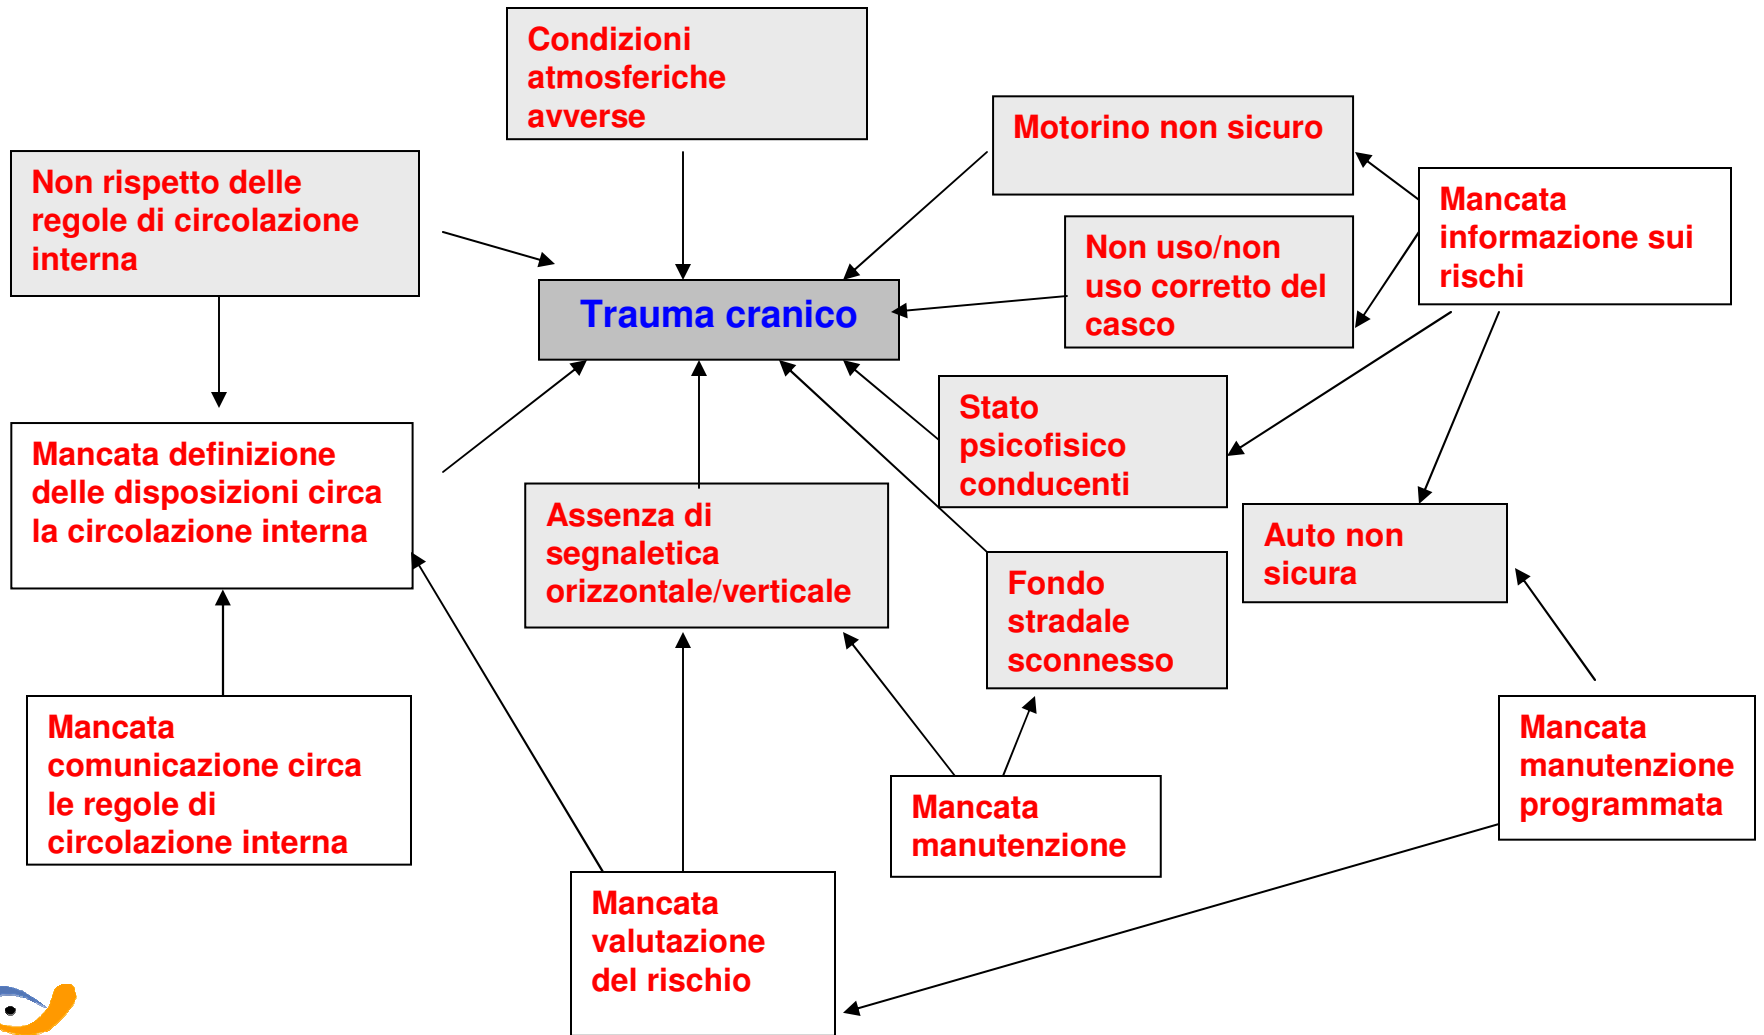 Condizioni
atmosferiche
avverse
Motorino non sicuro
Non rispetto delle
regole di circolazione
interna
Mancata
informazione sui
rischi
Non uso/non
uso corretto del
casco
Trauma cranico
Stato
psicofisico
conducenti
Mancata definizione
delle disposizioni circa
la circolazione interna
Assenza di
segnaletica
orizzontale/verticale
Auto non
sicura
Fondo
stradale
sconnesso
Mancata
comunicazione circa
le regole di
circolazione interna
Mancata
manutenzione
programmata
Mancata
manutenzione
Mancata
valutazione
del rischio